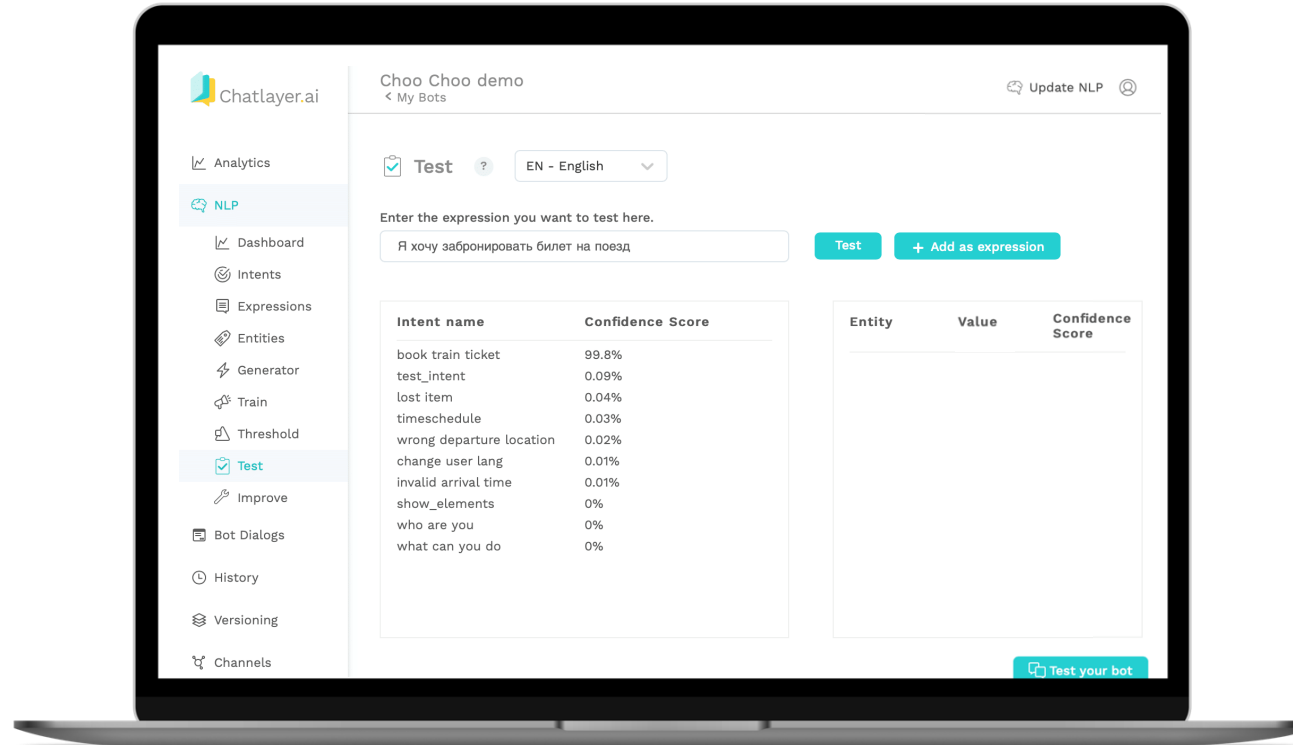 Chatlayer.ai
Choo Choo demo
< My Bots
Update NLP
Analytics
NLP
Dashboard
Intents
Expressions
Entities
Generator
Train
Threshold
Test
Improve
Bot Dialogs
History
Versioning
Channels
Test ? EN - English
Enter the expression you want to test here.
Я хочу забронировать билет на поезд
Test
+ Add as expression
Intent name Confidence Score
book train ticket 99.8%
test_intent 0.09%
lost item 0.04%
timeschedule 0.03%
wrong departure location 0.02%
change user lang 0.01%
invalid arrival time 0.01%
show_elements 0%
who are you 0%
what can you do 0%
Entity Value Confidence
Score
Test your bot